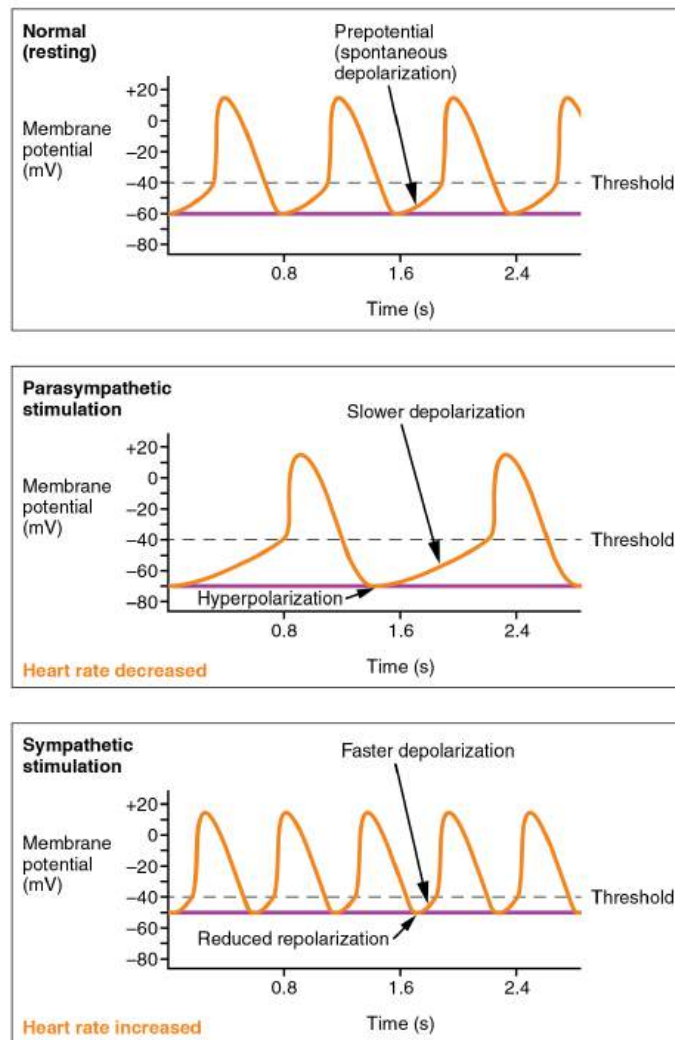 Normal
(resting)
Prepotential
(spontaneous
depolarization)
Membrane
potential
(mV)
+20
0
−20
−40
−60
−80
Threshold
0.8
1.6
2.4
Time (s)
Parasympathetic
stimulation
Slower depolarization
Membrane
potential
(mV)
+20
0
−20
−40
−60
−80
Threshold
Hyperpolarization
0.8
1.6
2.4
Heart rate decreased
Time (s)
Sympathetic
stimulation
Faster depolarization
Membrane
potential
(mV)
+20
0
−20
−40
−60
−80
Threshold
Reduced repolarization
0.8
1.6
2.4
Heart rate increased
Time (s)